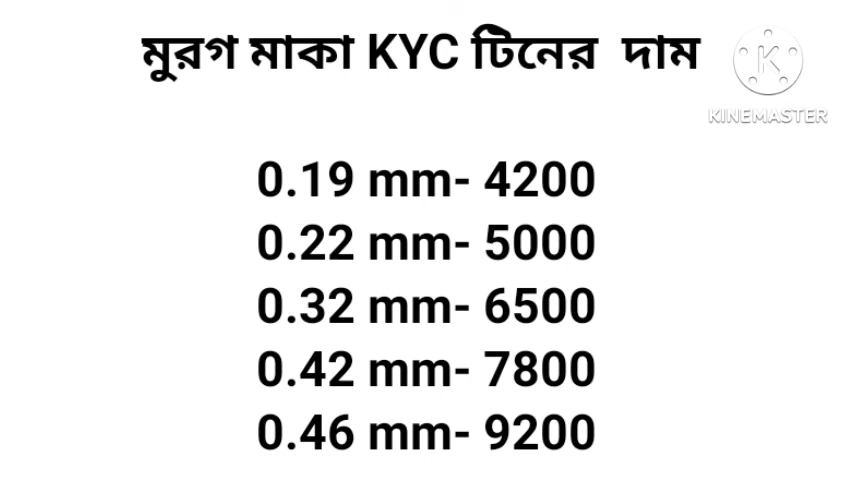 মুরগ মাকা KYC টিনের দাম
KINEMASTER
0.19 mm- 4200
0.22 mm- 5000
0.32 mm- 6500
0.42 mm- 7800
0.46 mm- 9200